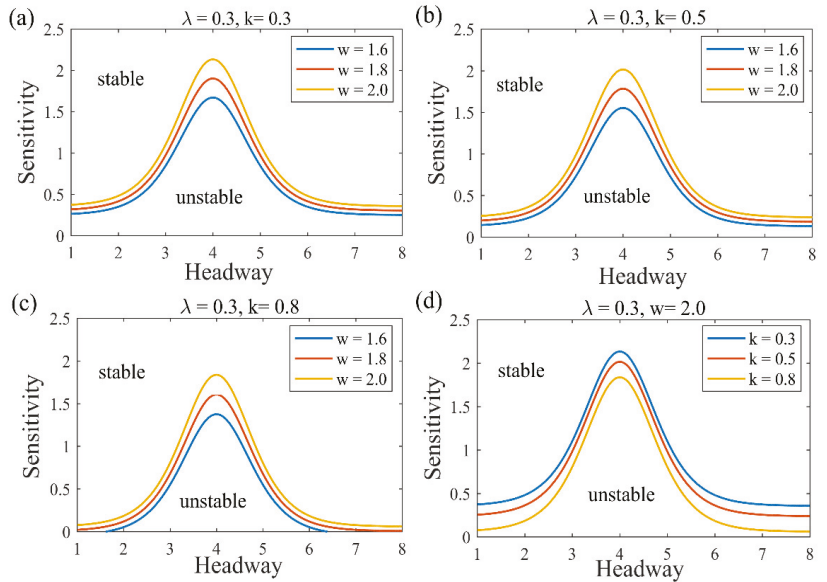 (a)
λ = 0.3, k= 0.3
2.5
2
1.5
1
0.5
0
Sensitivity
stable
unstable
w = 1.6
w = 1.8
w = 2.0
1 2 3 4 5 6 7 8
Headway
(b)
λ = 0.3, k= 0.5
2.5
2
1.5
1
0.5
0
Sensitivity
stable
unstable
w = 1.6
w = 1.8
w = 2.0
1 2 3 4 5 6 7 8
Headway
(c)
λ = 0.3, k= 0.8
2.5
2
1.5
1
0.5
0
Sensitivity
stable
unstable
w = 1.6
w = 1.8
w = 2.0
1 2 3 4 5 6 7 8
Headway
(d)
λ = 0.3, w= 2.0
2.5
2
1.5
1
0.5
0
Sensitivity
stable
unstable
k = 0.3
k = 0.5
k = 0.8
1 2 3 4 5 6 7 8
Headway